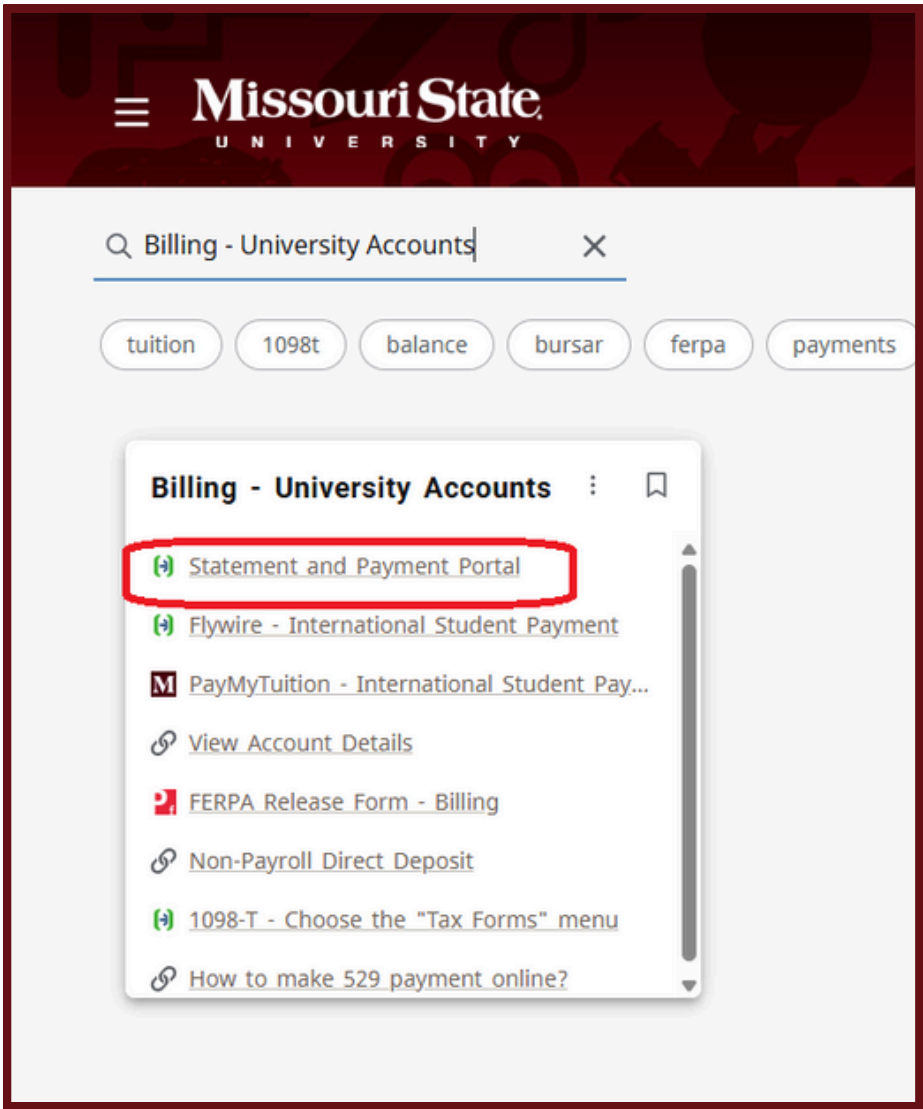 Missouri State
UNIVERSITY
Billing - University Accounts
tuition
1098t
balance
bursar
ferpa
payments
Billing - University Accounts
Statement and Payment Portal
Flywire - International Student Payment
M PayMyTuition - International Student Pay...
View Account Details
FERPA Release Form - Billing
Non-Payroll Direct Deposit
1098-T - Choose the "Tax Forms" menu
How to make 529 payment online?